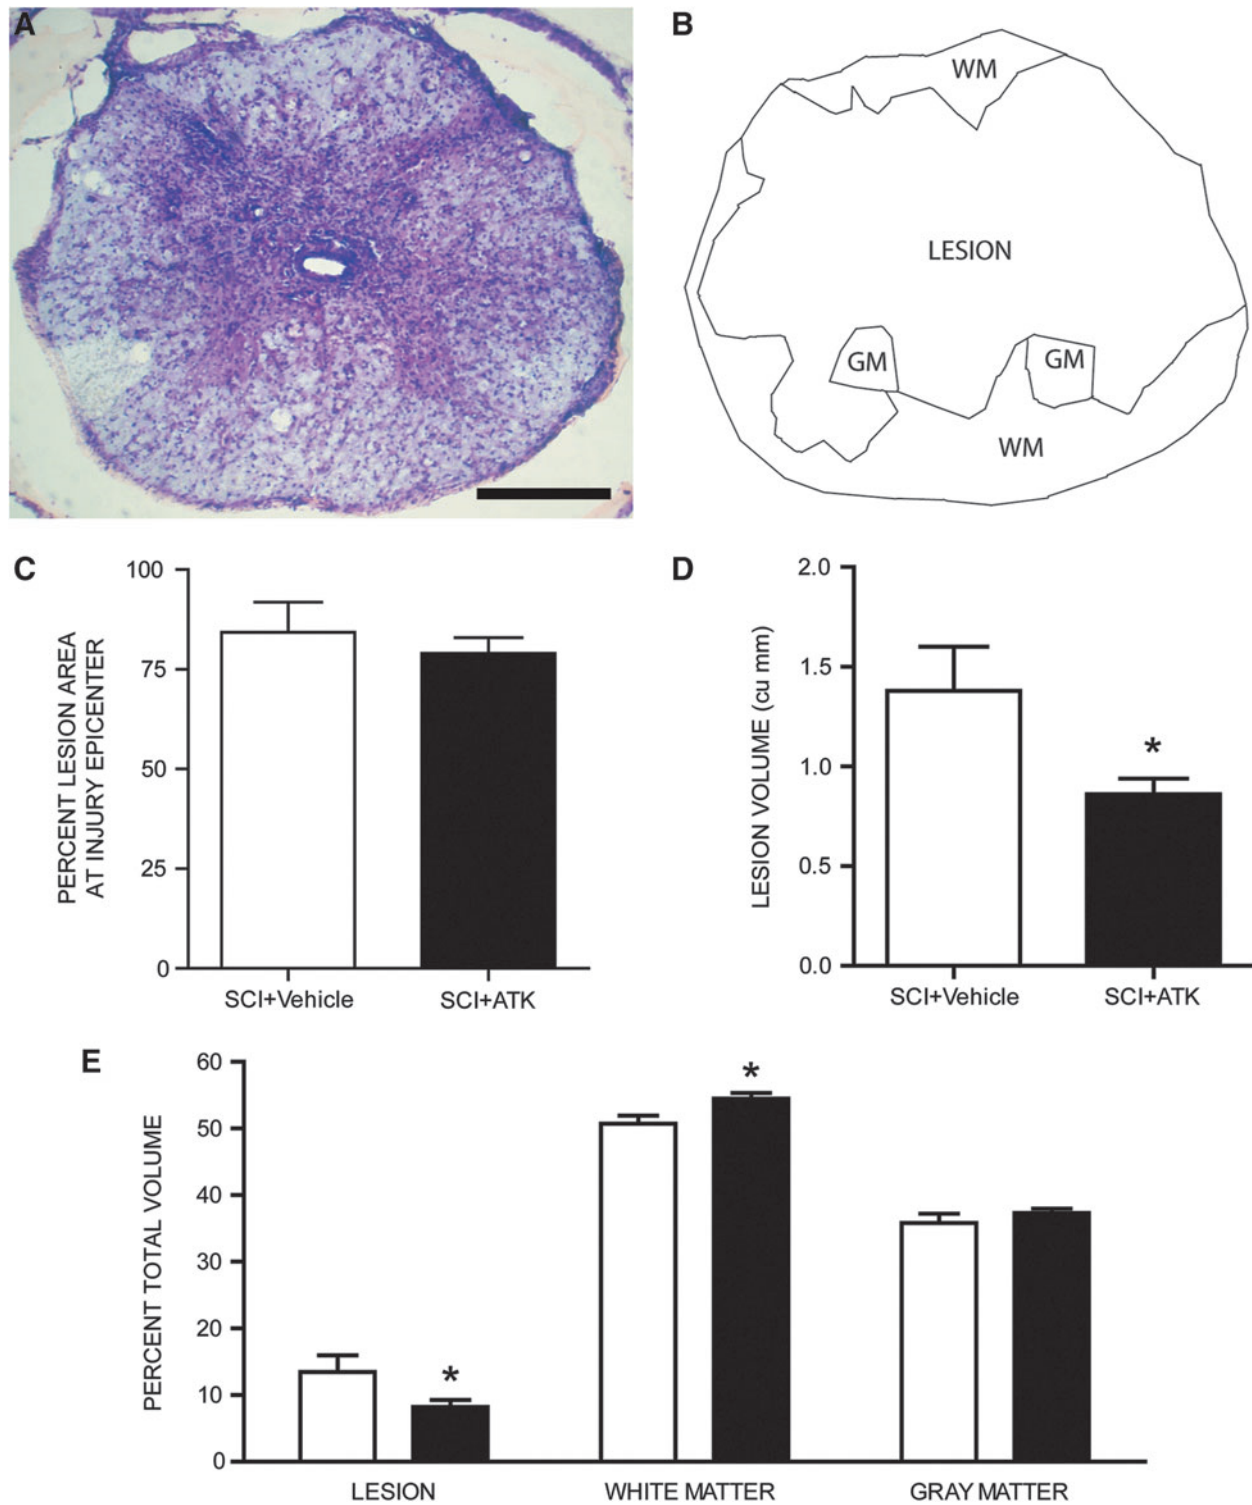 A
B
WM
LESION
GM
GM
WM
C
PERCENT LESION AREA
AT INJURY EPICENTER
100
75
50
25
0
SCI+Vehicle
SCI+ATK
D
LESION VOLUME (cu mm)
2.0
1.5
1.0
0.5
0.0
*
SCI+Vehicle
SCI+ATK
E
PERCENT TOTAL VOLUME
60
50
40
30
20
10
0
*
*
LESION
WHITE MATTER
GRAY MATTER